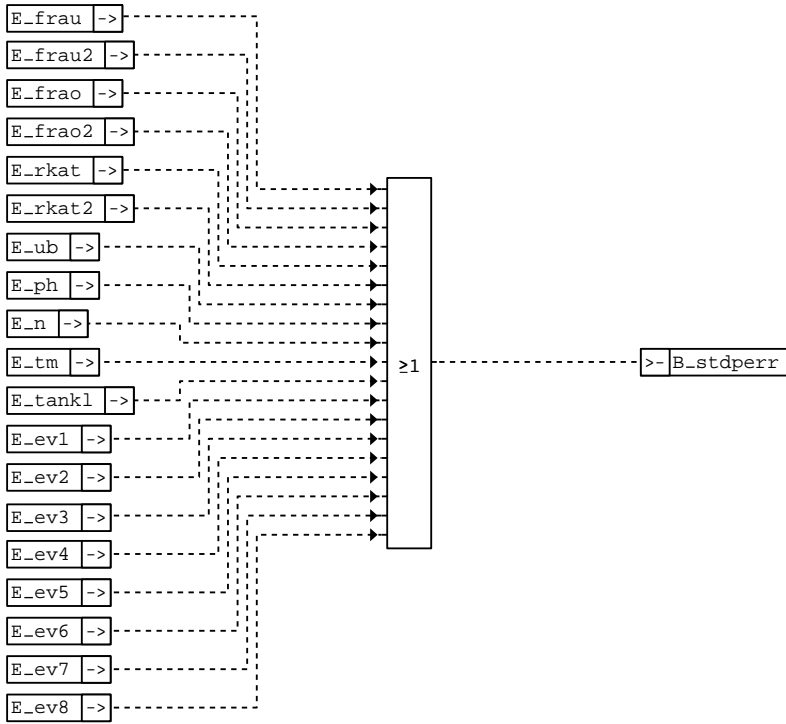 E_frau ->
E_frau2 ->
E_frao ->
E_frao2 ->
E_rkat ->
E_rkat2 ->
E_ub ->
E_ph ->
E_n ->
E_tm ->
≥1
>- B_stdperr
E_tankl ->
E_ev1 ->
E_ev2 ->
E_ev3 ->
E_ev4 ->
E_ev5 ->
E_ev6 ->
E_ev7 ->
E_ev8 ->